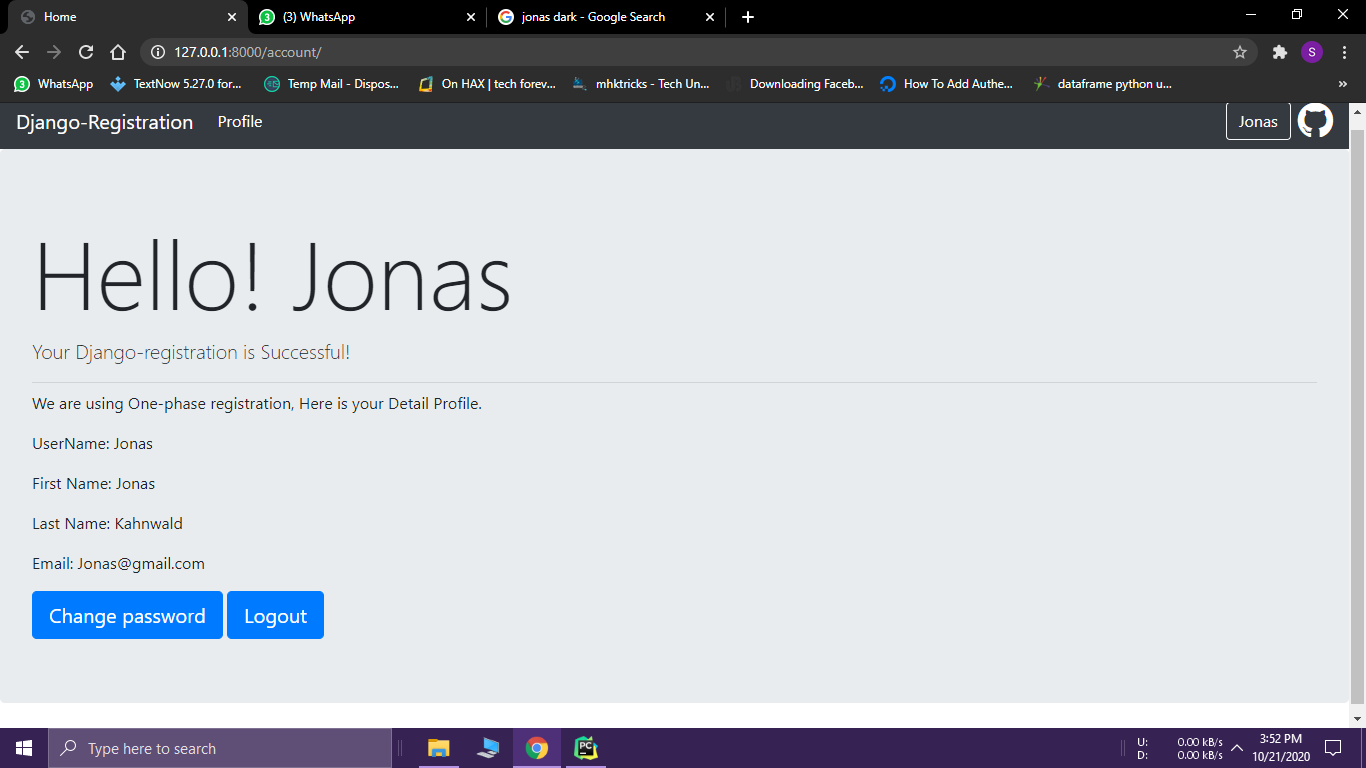 Home
(3) WhatsApp
jonas dark - Google Search
127.0.0.1:8000/account/
S
3 WhatsApp
TextNow 5.27.0 for...
Temp Mail - Dispos...
On HAX | tech forev...
mhktricks - Tech Un...
Downloading Faceb...
How To Add Authe...
dataframe python u...
»
Django-Registration Profile Jonas
Hello! Jonas
Your Django-registration is Successful!
We are using One-phase registration, Here is your Detail Profile.
UserName: Jonas
First Name: Jonas
Last Name: Kahnwald
Email: Jonas@gmail.com
Change password Logout
Type here to search
PC
U: 0.00 kB/s
D: 0.00 kB/s
3:52 PM
10/21/2020